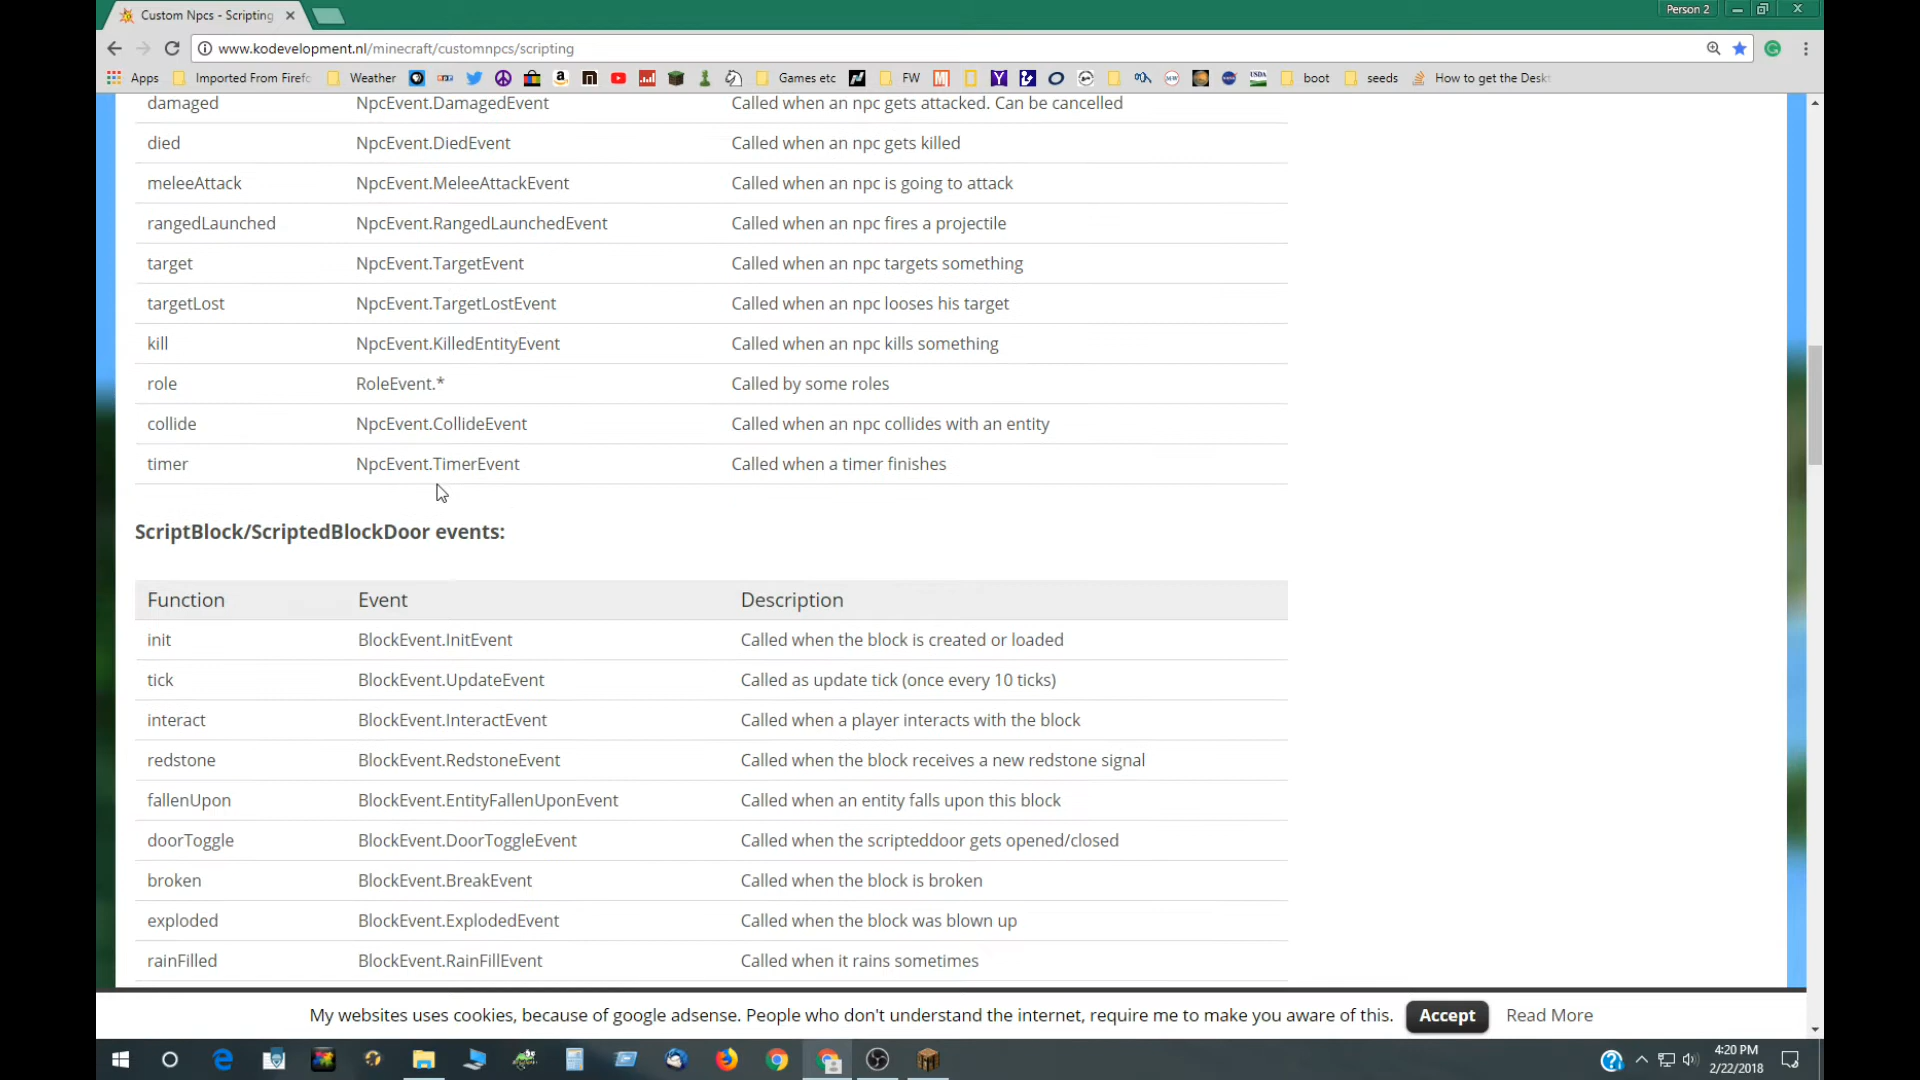 Custom Npcs - Scripting
Person 2
www.kodevelopment.nl/minecraft/customnpcs/scripting
Apps Imported From Firefo Weather Games etc FW boot seeds How to get the Desk
damaged NpcEvent.DamagedEvent Called when an npc gets attacked. Can be cancelled
died NpcEvent.DiedEvent Called when an npc gets killed
meleeAttack NpcEvent.MeleeAttackEvent Called when an npc is going to attack
rangedLaunched NpcEvent.RangedLaunchedEvent Called when an npc fires a projectile
target NpcEvent.TargetEvent Called when an npc targets something
targetLost NpcEvent.TargetLostEvent Called when an npc looses his target
kill NpcEvent.KilledEntityEvent Called when an npc kills something
role RoleEvent.* Called by some roles
collide NpcEvent.CollideEvent Called when an npc collides with an entity
timer NpcEvent.TimerEvent Called when a timer finishes
ScriptBlock/ScriptedBlockDoor events:
Function Event Description
init BlockEvent.InitEvent Called when the block is created or loaded
tick BlockEvent.UpdateEvent Called as update tick (once every 10 ticks)
interact BlockEvent.InteractEvent Called when a player interacts with the block
redstone BlockEvent.RedstoneEvent Called when the block receives a new redstone signal
fallenUpon BlockEvent.EntityFallenUponEvent Called when an entity falls upon this block
doorToggle BlockEvent.DoorToggleEvent Called when the scripteddoor gets opened/closed
broken BlockEvent.BreakEvent Called when the block is broken
exploded BlockEvent.ExplodedEvent Called when the block was blown up
rainFilled BlockEvent.RainFillEvent Called when it rains sometimes
My websites uses cookies, because of google adsense. People who don't understand the internet, require me to make you aware of this. Accept Read More
4:20 PM
2/22/2018